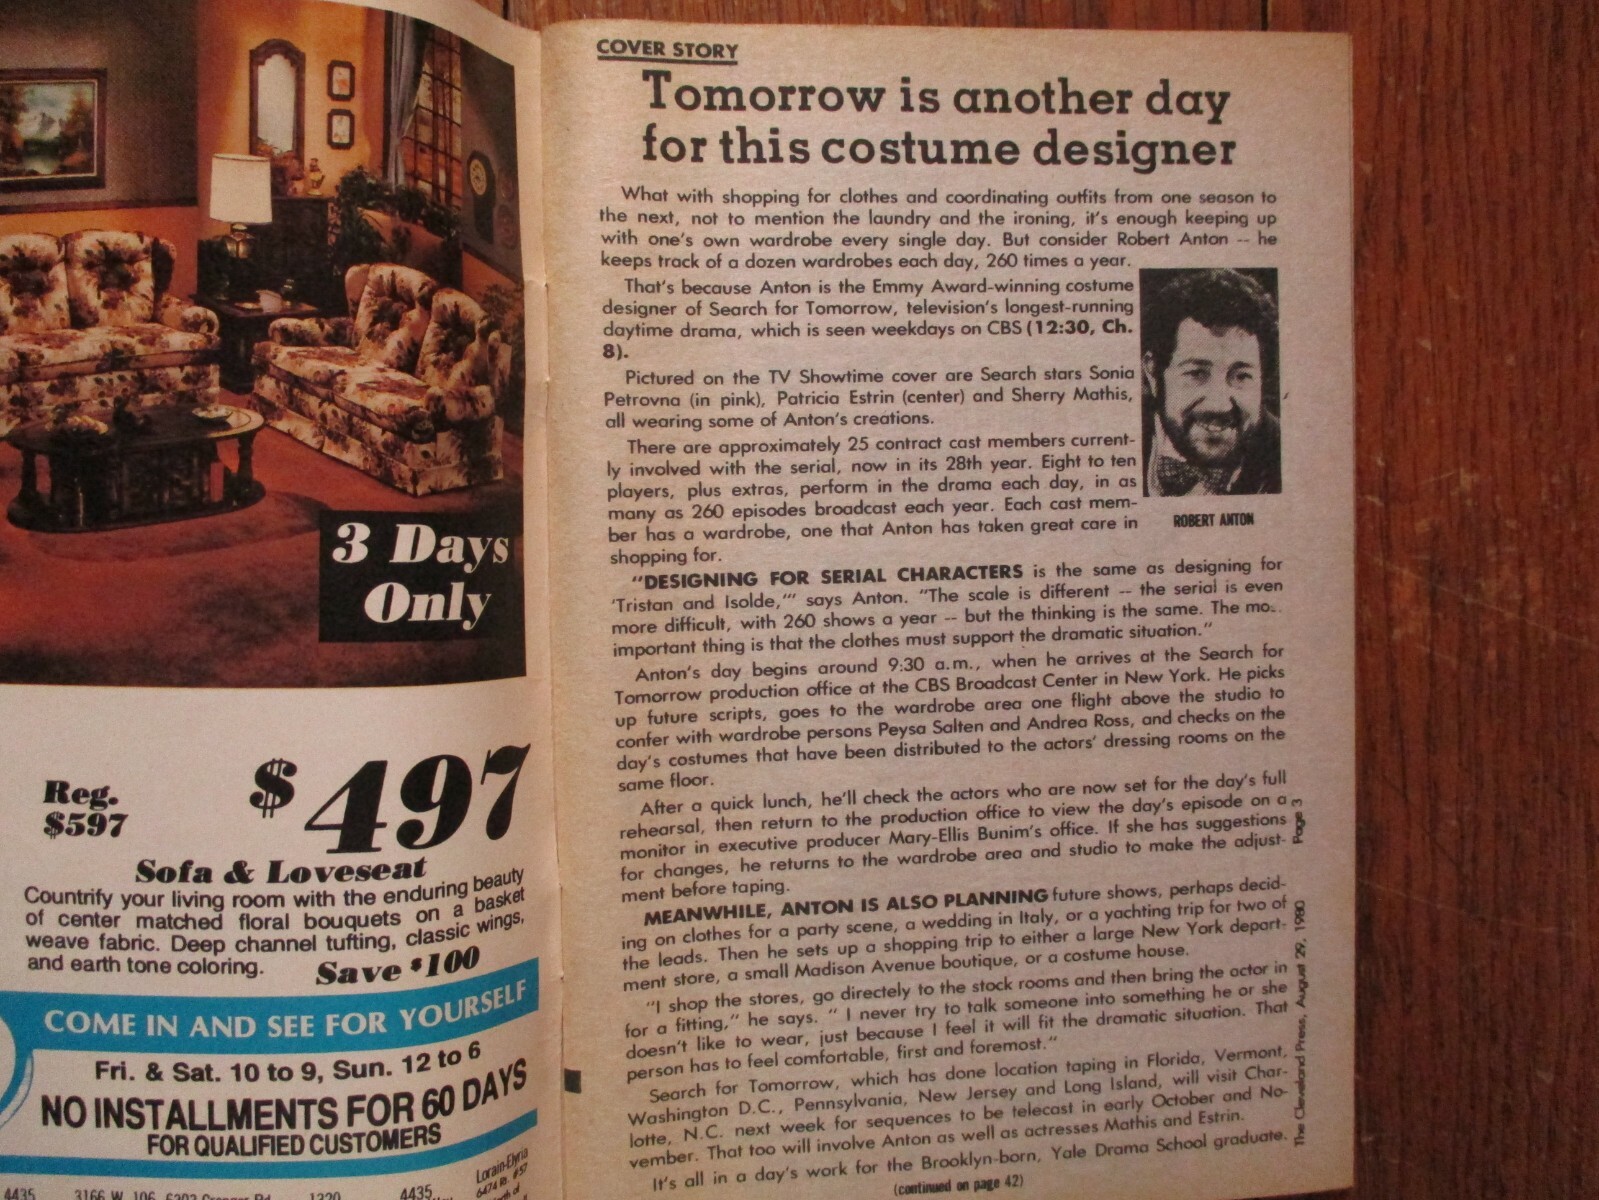 3 Days
Only
Reg.
$597
$497
Sofa & Loveseat
Countrify your living room with the enduring beauty
of center matched floral bouquets on a basket
weave fabric. Deep channel tufting, classic wings,
and earth tone coloring.
Save $100
COME IN AND SEE FOR YOURSELF
Fri. & Sat. 10 to 9, Sun. 12 to 6
NO INSTALLMENTS FOR 60 DAYS
FOR QUALIFIED CUSTOMERS
Lorain-Elyria
4435 3166 W. 106, 1320 4435
COVER STORY
Tomorrow is another day
for this costume designer
What with shopping for clothes and coordinating outfits from one season to
the next, not to mention the laundry and the ironing, it's enough keeping up
with one's own wardrobe every single day. But consider Robert Anton -- he
keeps track of a dozen wardrobes each day, 260 times a year.
That's because Anton is the Emmy Award-winning costume
designer of Search for Tomorrow, television's longest-running
daytime drama, which is seen weekdays on CBS (12:30, Ch.
8).
Pictured on the TV Showtime cover are Search stars Sonia
Petrovna (in pink), Patricia Estrin (center) and Sherry Mathis,
all wearing some of Anton's creations.
There are approximately 25 contract cast members current-
ly involved with the serial, now in its 28th year. Eight to ten
players, plus extras, perform in the drama each day, in as
many as 260 episodes broadcast each year. Each cast mem-
ber has a wardrobe, one that Anton has taken great care in
shopping for.
ROBERT ANTON
"DESIGNING FOR SERIAL CHARACTERS is the same as designing for
'Tristan and Isolde,'" says Anton. "The scale is different -- the serial is even
more difficult, with 260 shows a year -- but the thinking is the same. The
important thing is that the clothes must support the dramatic situation."
Anton's day begins around 9:30 a.m., when he arrives at the Search for
Tomorrow production office at the CBS Broadcast Center in New York. He picks
up future scripts, goes to the wardrobe area one flight above the studio to
confer with wardrobe persons Peysa Salten and Andrea Ross, and checks on the
day's costumes that have been distributed to the actors' dressing rooms on the
same floor.
After a quick lunch, he'll check the actors who are now set for the day's full
rehearsal, then return to the production office to view the day's episode on a
monitor in executive producer Mary-Ellis Bunim's office. If she has suggestions
for changes, he returns to the wardrobe area and studio to make the adjust-
ment before taping.
MEANWHILE, ANTON IS ALSO PLANNING future shows, perhaps decid-
ing on clothes for a party scene, a wedding in Italy, or a yachting trip for two of
the leads. Then he sets up a shopping trip to either a large New York depart-
ment store, a small Madison Avenue boutique, or a costume house.
"I shop the stores, go directely to the stock rooms and then bring the actor in
for a fitting," he says. " I never try to talk someone into something he or she
doesn't like to wear, just because I feel it will fit the dramatic situation. That
person has to feel comfortable, first and foremost."
Search for Tomorrow, which has done location taping in Florida, Vermont,
Washington D.C., Pennsylvania, New Jersey and Long Island, will visit Char-
lotte, N.C. next week for sequences to be telecast in early October and No-
vember. That too will involve Anton as well as actresses Mathis and Estrin.
It's all in a day's work for the Brooklyn-born, Yale Drama School graduate.
(continued on page 42)
The Cleveland Press, August 29, 1980 Page 3